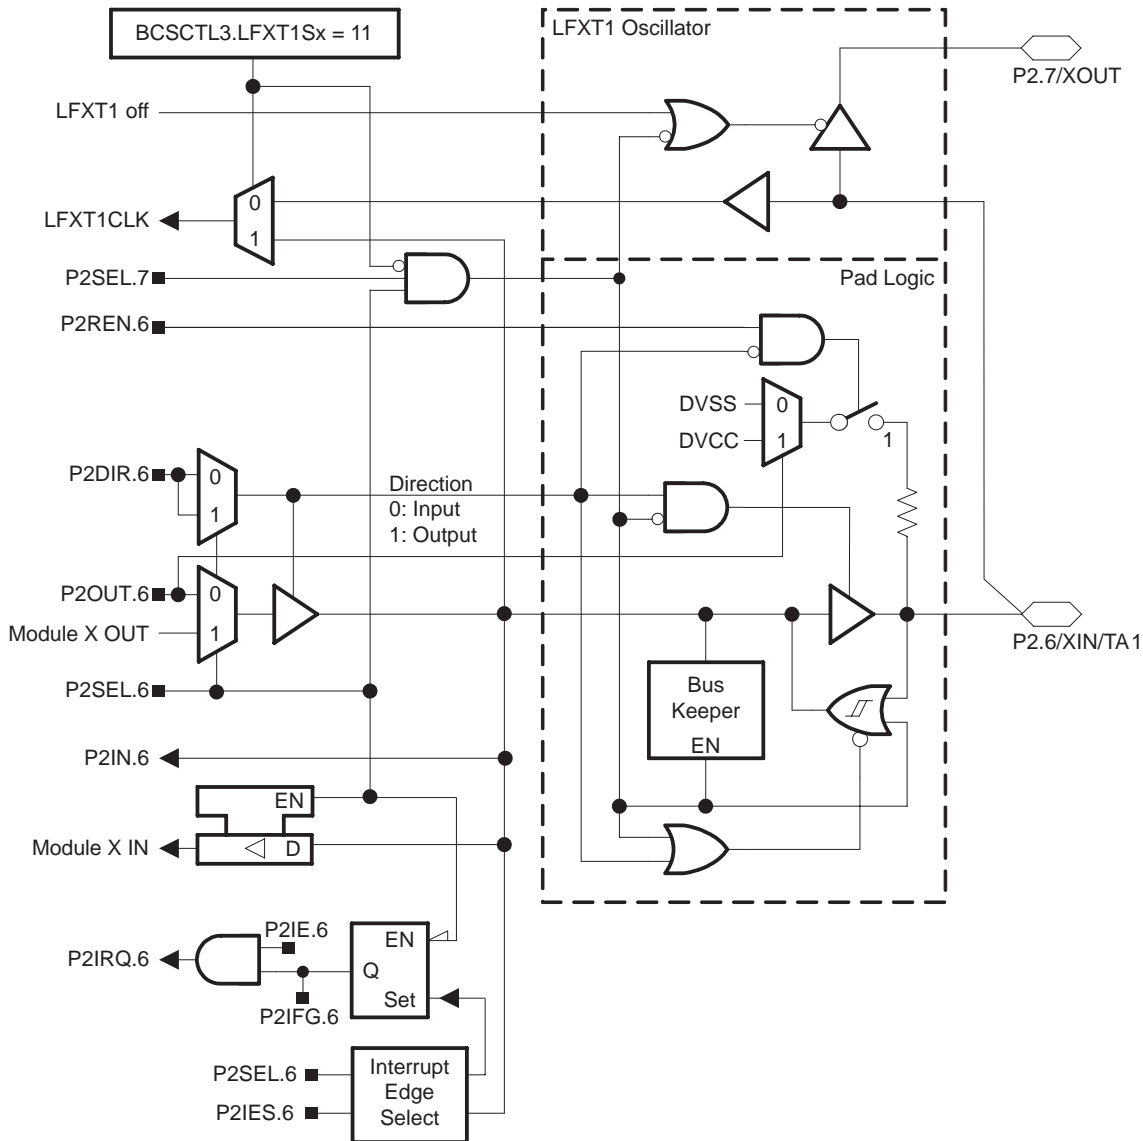 BCSCTL3.LFXT1Sx = 11
LFXT1 Oscillator
P2.7/XOUT
LFXT1 off
0
LFXT1CLK
1
P2SEL.7
Pad Logic
P2REN.6
DVSS
0
DVCC
1
1
P2DIR.6
0
1
Direction
0: Input
1: Output
P2OUT.6
0
Module X OUT
1
P2.6/XIN/TA1
P2SEL.6
Bus
Keeper
EN
P2IN.6
EN
Module X IN
D
P2IE.6
P2IRQ.6
EN
Q
Set
P2IFG.6
P2SEL.6
P2IES.6
Interrupt
Edge
Select